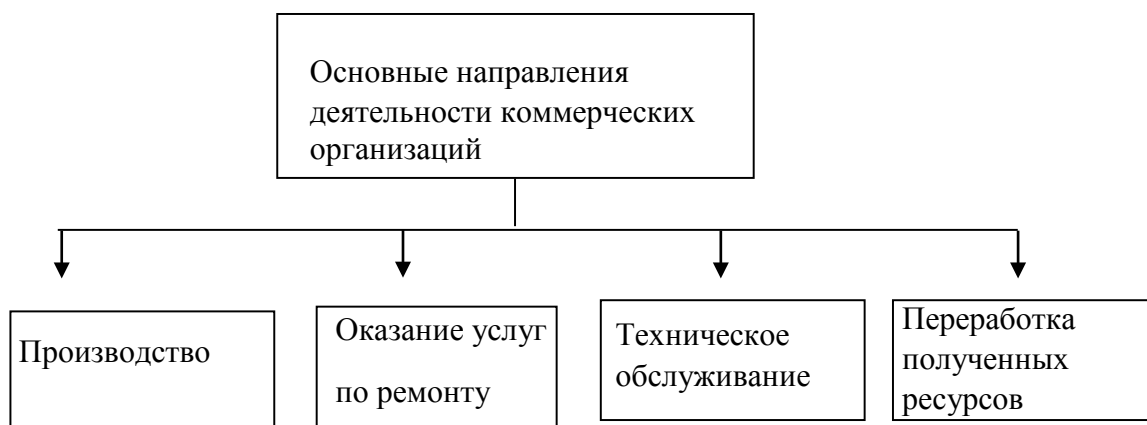 Основные направления
деятельности коммерческих
организаций
Производство
Оказание услуг
по ремонту
Техническое
обслуживание
Переработка
полученных
ресурсов